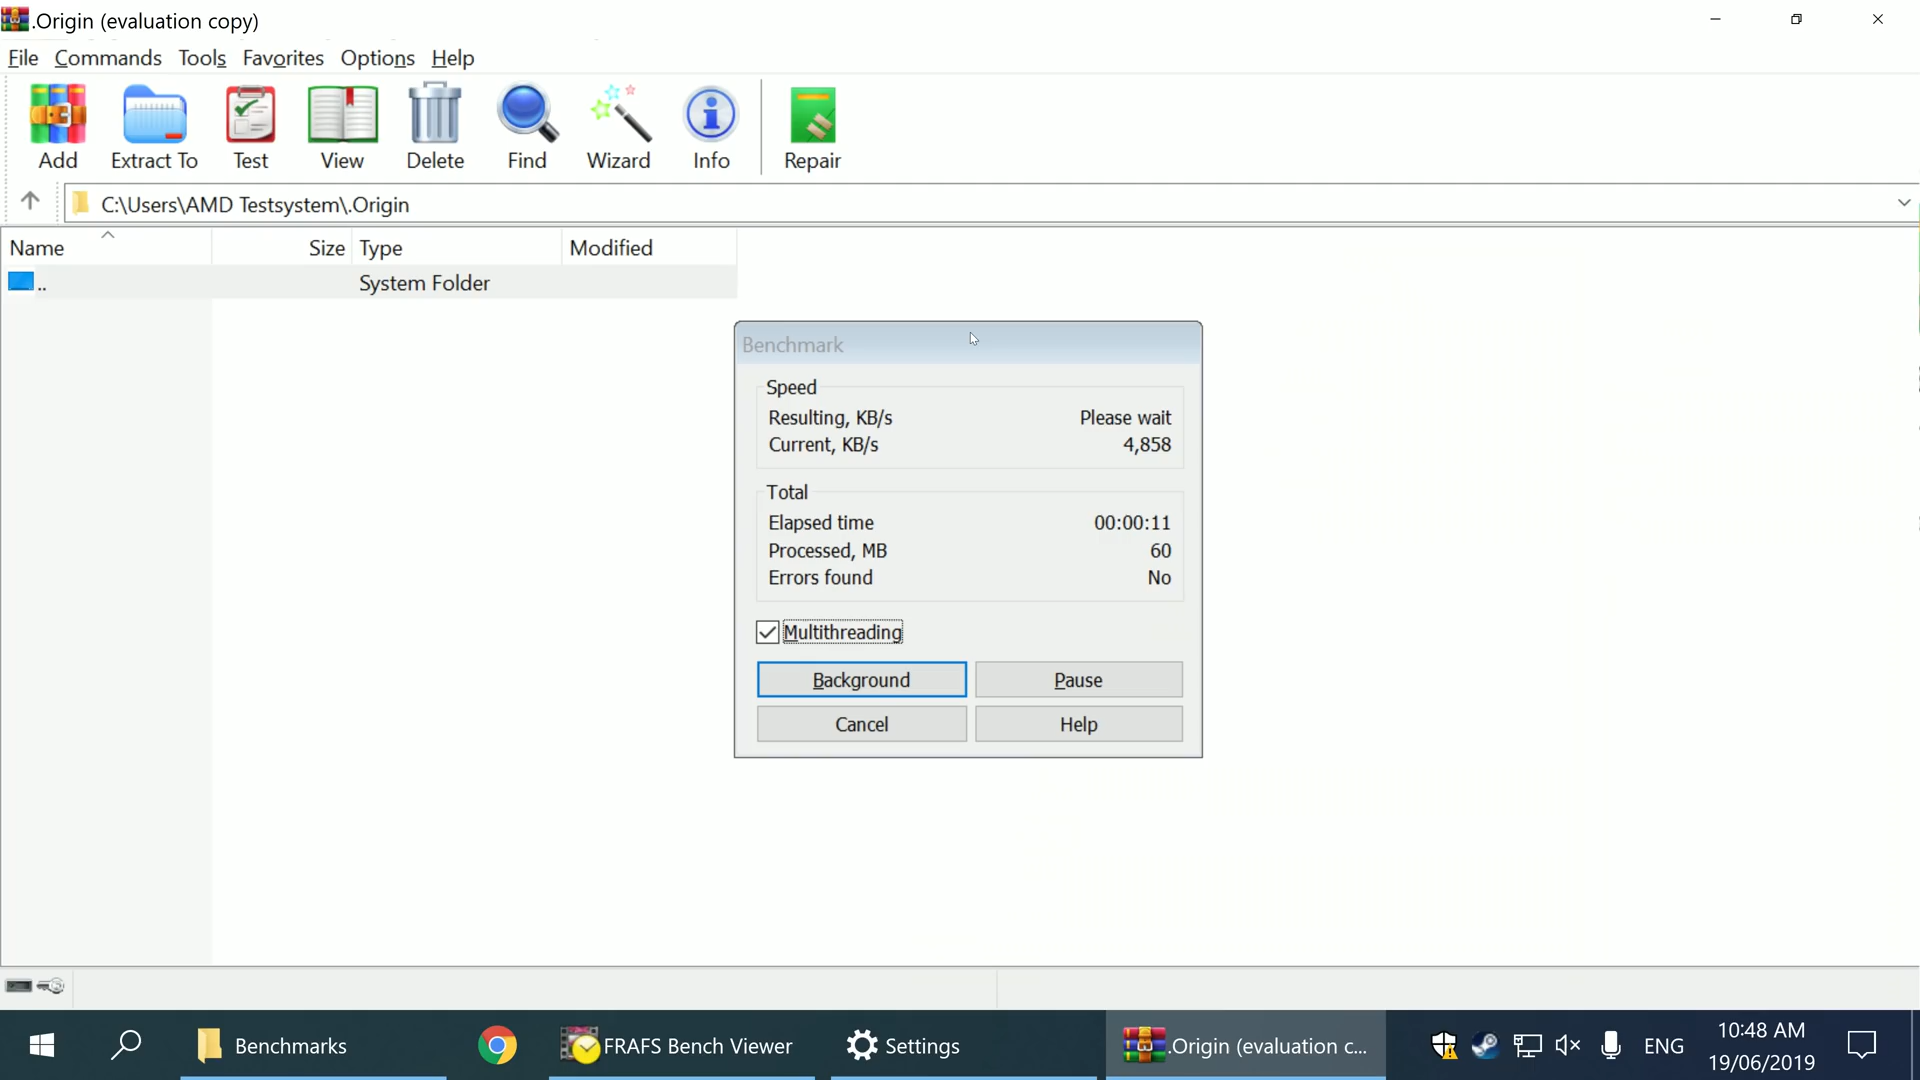 .Origin (evaluation copy)
File Commands Tools Favorites Options Help
Add Extract To Test View Delete Find Wizard Info Repair
C:\Users\AMD Testsystem\.Origin
Name Size Type Modified
.. System Folder
Benchmark
Speed
Resulting, KB/s Please wait
Current, KB/s 4,858
Total
Elapsed time 00:00:11
Processed, MB 60
Errors found No
Multithreading
Background Pause
Cancel Help
Benchmarks FRAFS Bench Viewer Settings .Origin (evaluation c... ENG 10:48 AM
19/06/2019